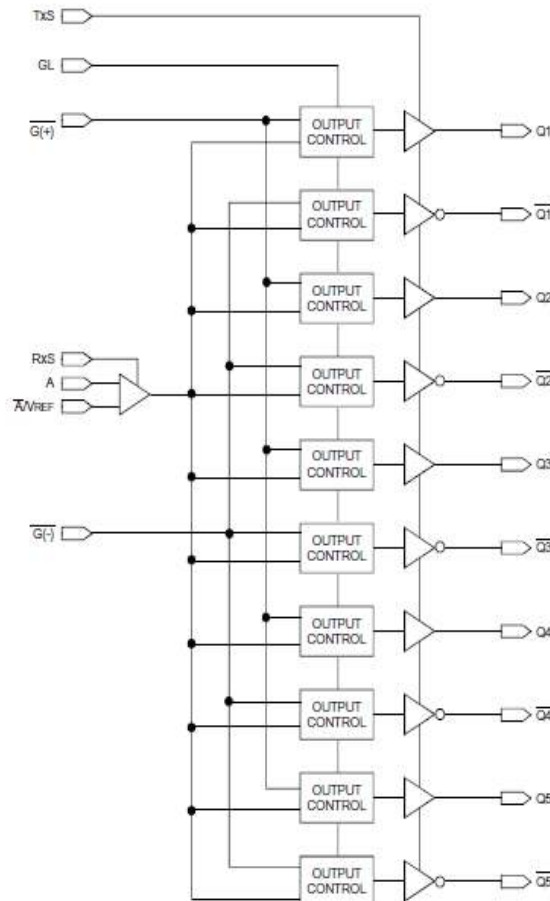 TxS
GL
G(+)
OUTPUT
CONTROL
Q1
OUTPUT
CONTROL
Q1
OUTPUT
CONTROL
Q2
RxS
A
A/VREF
OUTPUT
CONTROL
Q2
OUTPUT
CONTROL
Q3
G(-)
OUTPUT
CONTROL
Q3
OUTPUT
CONTROL
Q4
OUTPUT
CONTROL
Q4
OUTPUT
CONTROL
Q5
OUTPUT
CONTROL
Q5